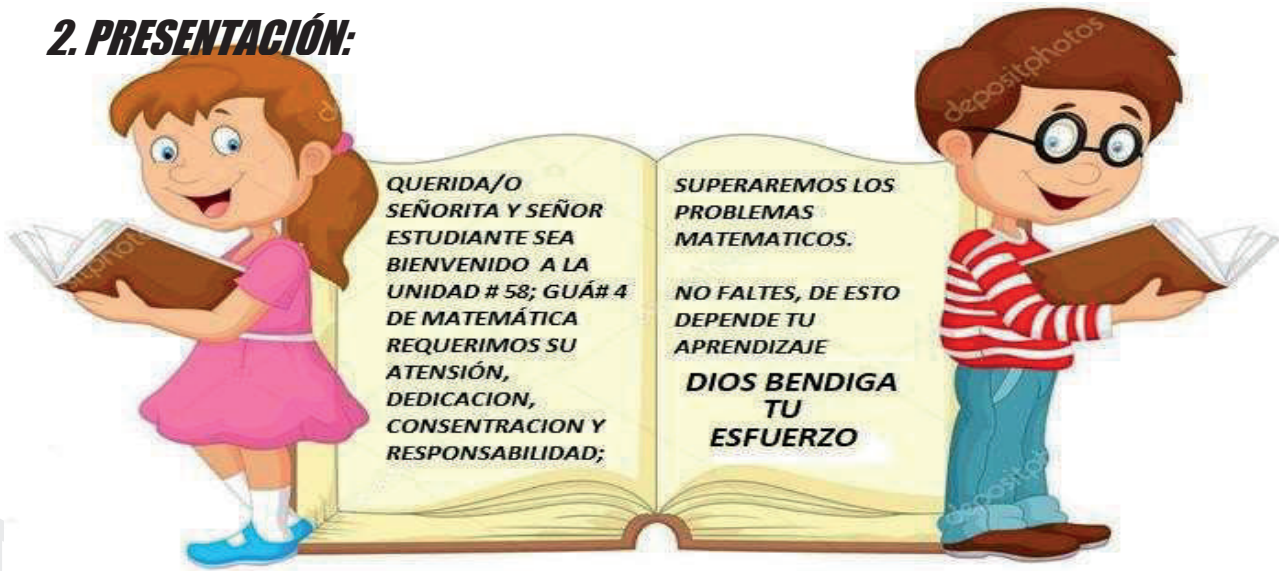 2. PRESENTACIÓN:
QUERIDA/O
SEÑORITA Y SEÑOR
ESTUDIANTE SEA
BIENVENIDO A LA
UNIDAD # 58; GUÁ# 4
DE MATEMÁTICA
REQUERIMOS SU
ATENSIÓN,
DEDICACION,
CONSENTRACION Y
RESPONSABILIDAD;
SUPERAREMOS LOS
PROBLEMAS
MATEMATICOS.
NO FALTES, DE ESTO
DEPENDE TU
APRENDIZAJE
DIOS BENDIGA
TU
ESFUERZO
depositphotos